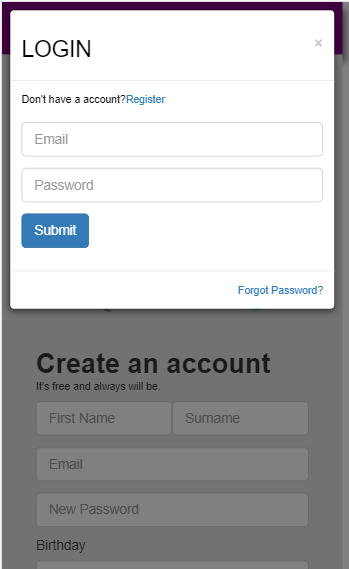 LOGIN
×
Don't have a account?Register
Email
Password
Submit
Forgot Password?
Create an account
It's free and always will be.
First Name Surname
Email
New Password
Birthday